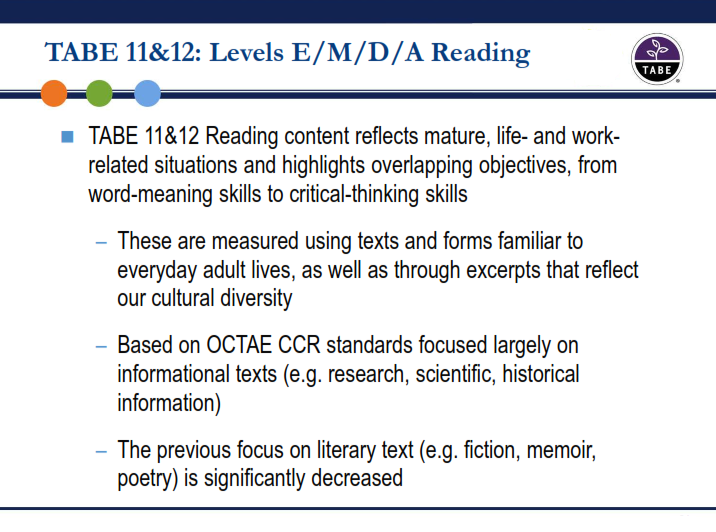 TABE 11&12: Levels E/M/D/A Reading
TABE
TABE 11&12 Reading content reflects mature, life- and work-
related situations and highlights overlapping objectives, from
word-meaning skills to critical-thinking skills
– These are measured using texts and forms familiar to
everyday adult lives, as well as through excerpts that reflect
our cultural diversity
– Based on OCTAE CCR standards focused largely on
informational texts (e.g. research, scientific, historical
information)
– The previous focus on literary text (e.g. fiction, memoir,
poetry) is significantly decreased